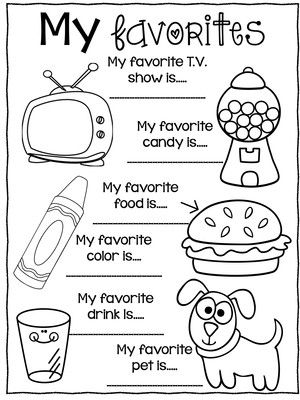 My favorites
My favorite T.V.
show is.....
My favorite
candy is.....
My favorite
food is.....
My favorite
color is.....
My favorite
drink is.....
My favorite
pet is.....